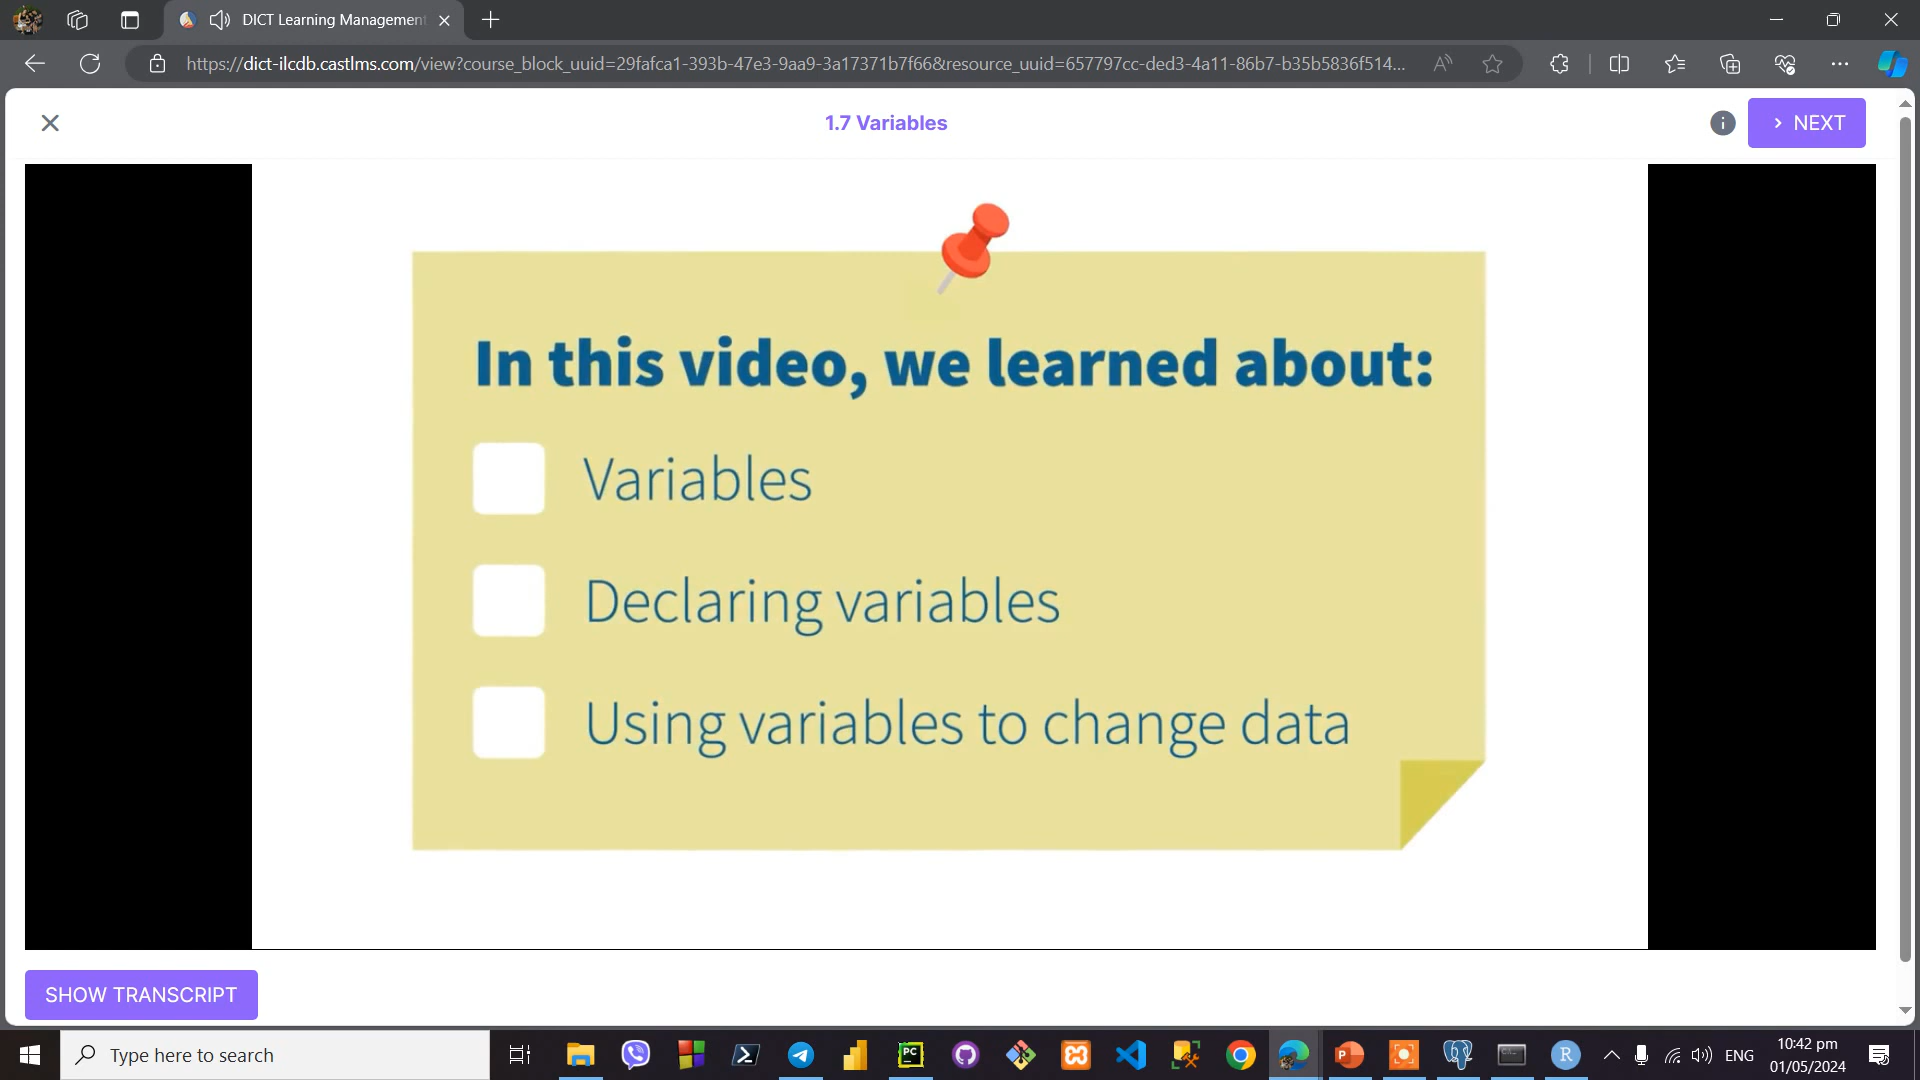 DICT Learning Management
https://dict-ilcdb.castlms.com/view?course_block_uuid=29fafca1-393b-47e3-9aa9-3a17371b7f66&resource_uuid=657797cc-ded3-4a11-86b7-b35b5836f514...
1.7 Variables
NEXT
In this video, we learned about:
Variables
Declaring variables
Using variables to change data
SHOW TRANSCRIPT
Type here to search
PC
R
ENG
10:42 pm
01/05/2024